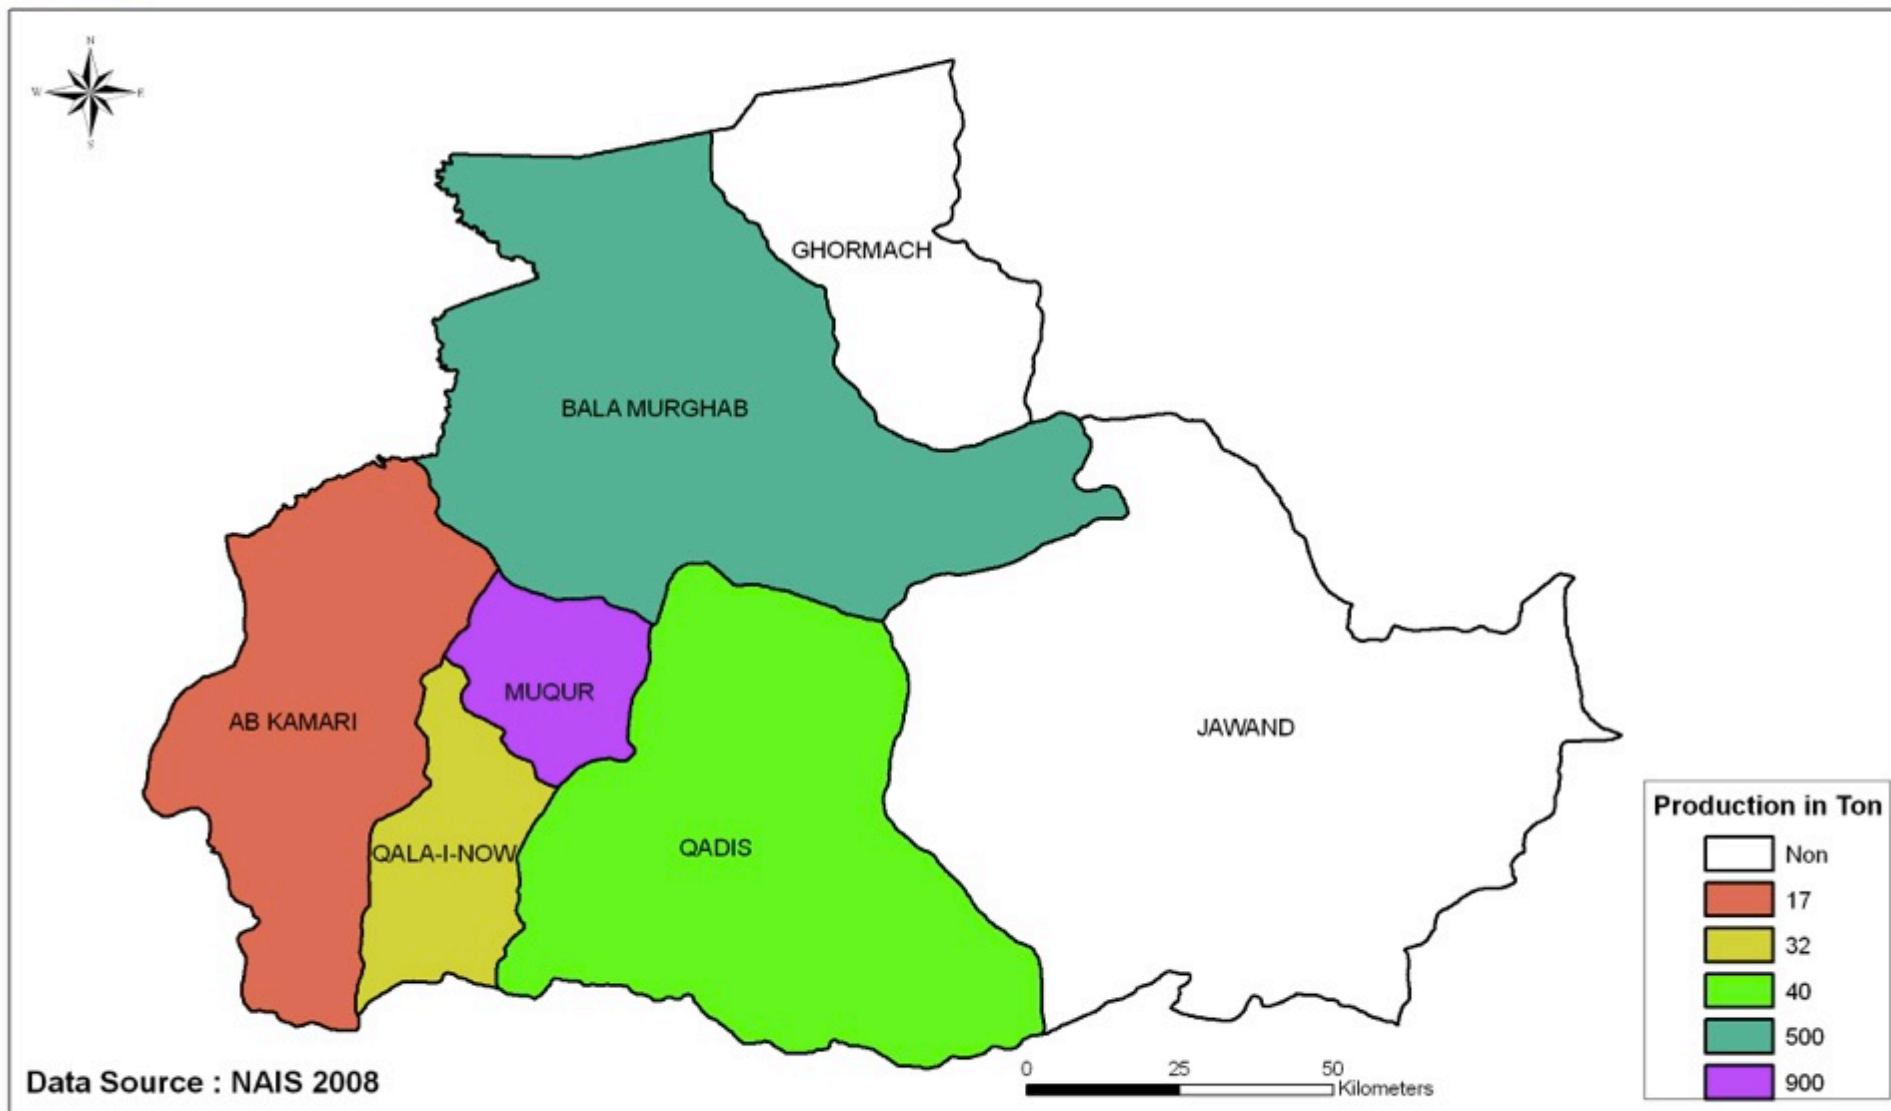 N
W E
S
GHORMACH
BALA MURGHAB
MUQUR
AB KAMARI
JAWAND
QALA-I-NOW
QADIS
Production in Ton
Non
17
32
40
500
900
0 25 50
Kilometers
Data Source : NAIS 2008